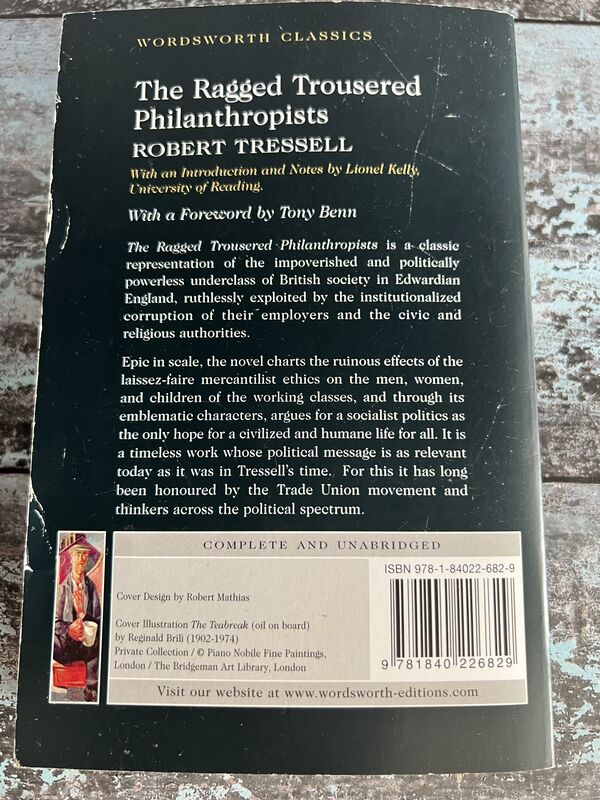 WORDSWORTH CLASSICS
The Ragged Trousered
Philanthropists
ROBERT TRESSELL
With an Introduction and Notes by Lionel Kelly,
University of Reading.
With a Foreword by Tony Benn
The Ragged Trousered Philanthropists is a classic
representation of the impoverished and politically
powerless underclass of British society in Edwardian
England, ruthlessly exploited by the institutionalized
corruption of their employers and the civic and
religious authorities.
Epic in scale, the novel charts the ruinous effects of the
laissez-faire mercantilist ethics on the men, women,
and children of the working classes, and through its
emblematic characters, argues for a socialist politics as
the only hope for a civilized and humane life for all. It is
a timeless work whose political message is as relevant
today as it was in Tressell's time. For this it has long
been honoured by the Trade Union movement and
thinkers across the political spectrum.
COMPLETE AND UNABRIDGED
ISBN 978-1-84022-682-9
Cover Design by Robert Mathias
Cover Illustration The Teabreak (oil on board)
by Reginald Brili (1902-1974)
Private Collection / © Piano Nobile Fine Paintings,
London / The Bridgeman Art Library, London
9 781840 226829
Visit our website at www.wordsworth-editions.com